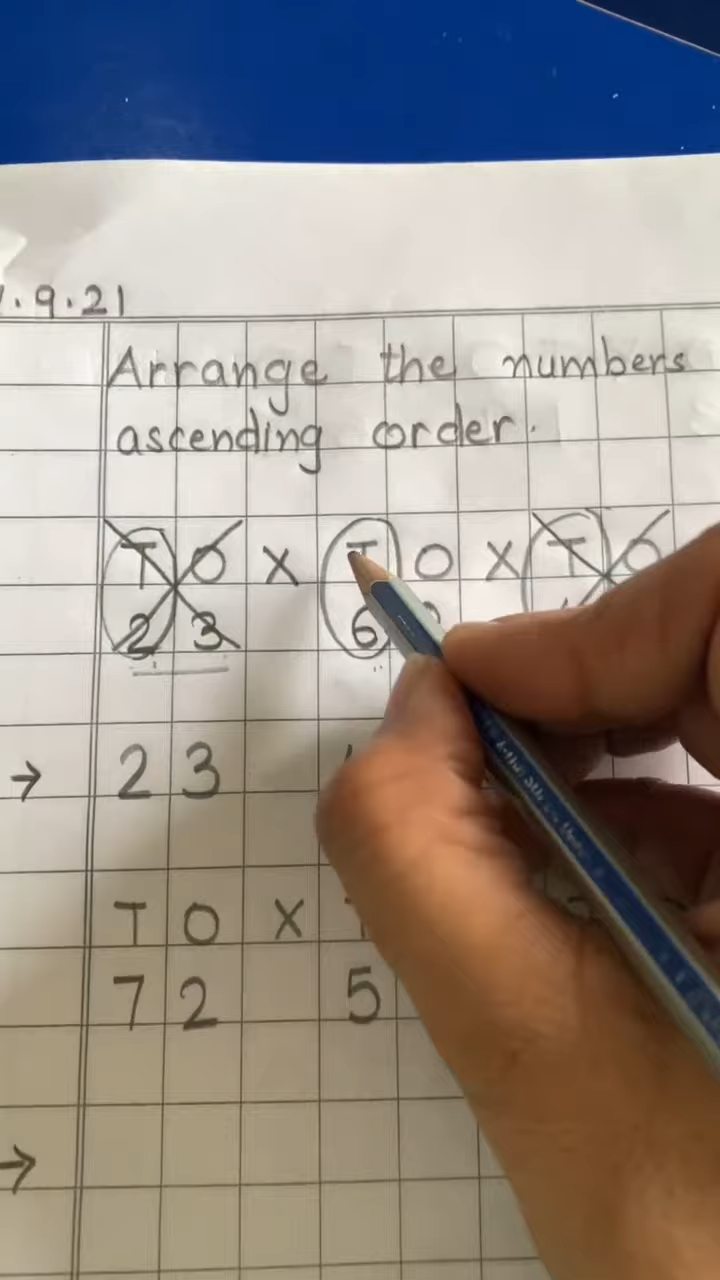 .9.21
Arrange the numbers
ascending order.
T O X T O X T O
2 3 6
→ 2 3
T O X
7 2 5
→